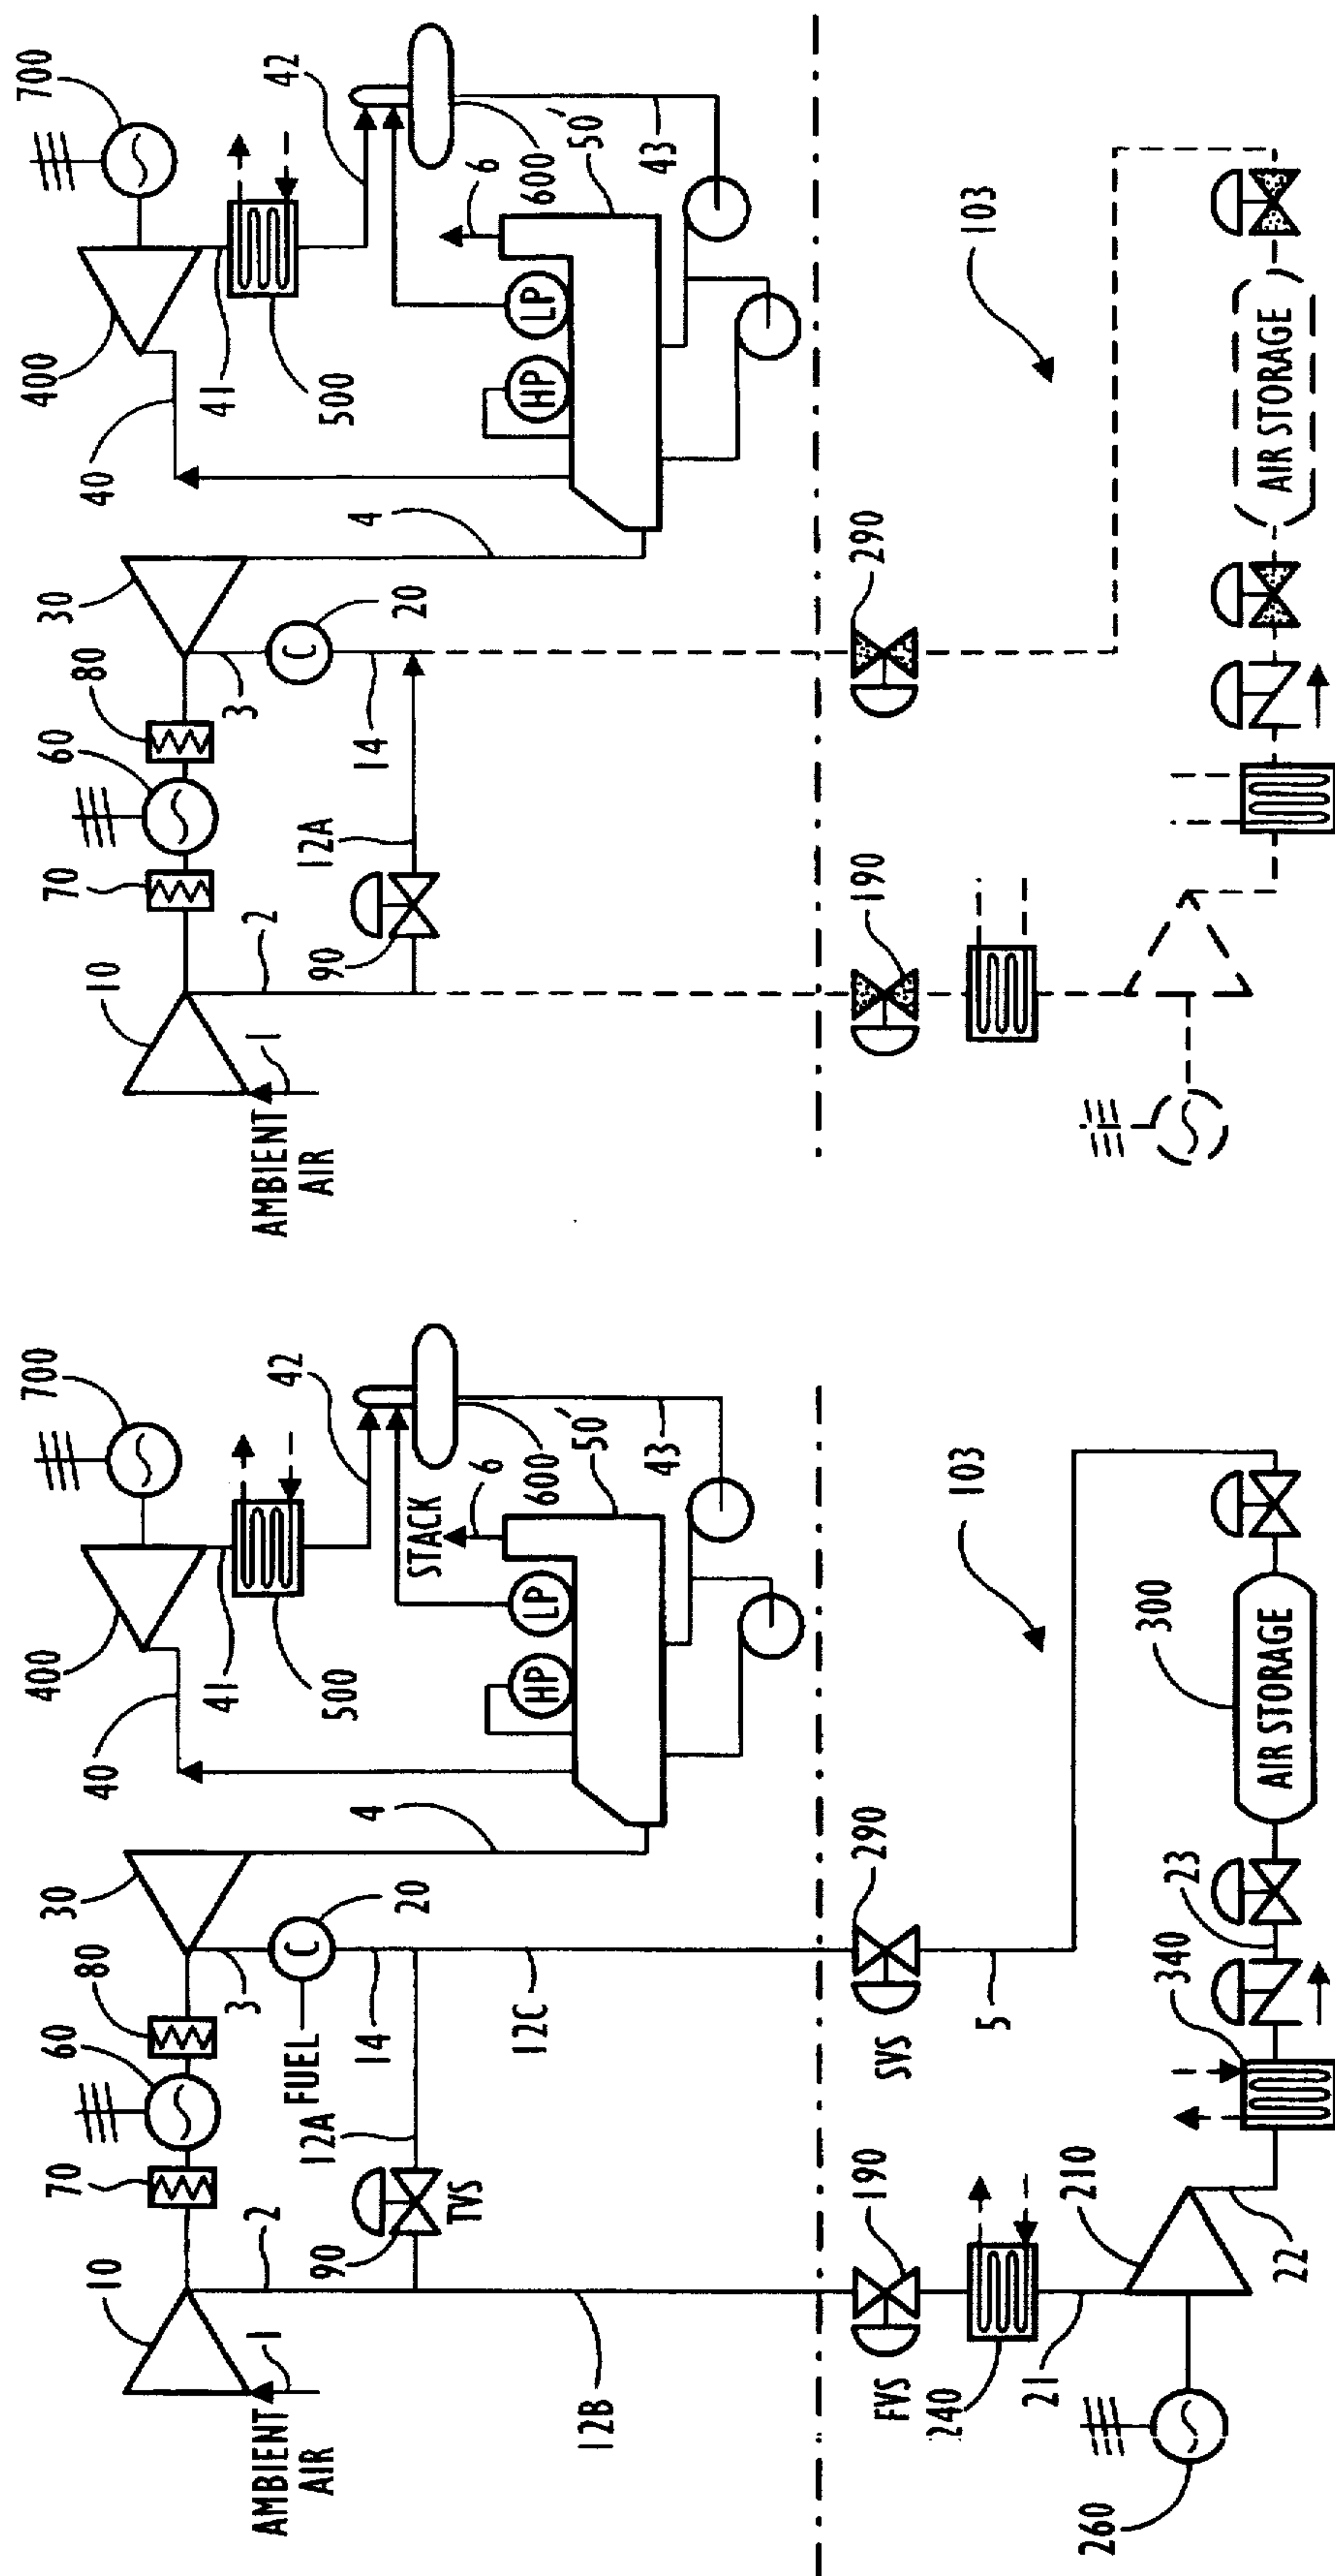 700
60
80
30
10
70
400
40
2
3
20
41
42
1
FUEL
500
AMBIENT
AIR
C
14
4
STACK
12A
6
90
TVS
HP
LP
600
50
43
12B
12C
FVS
190
SVS
290
240
5
103
21
210
260
22
340
23
300
AIR STORAGE
700
60
80
30
10
70
400
40
2
3
20
41
42
1
500
AMBIENT
AIR
C
14
4
12A
6
90
HP
LP
600
50
43
190
290
103
AIR STORAGE